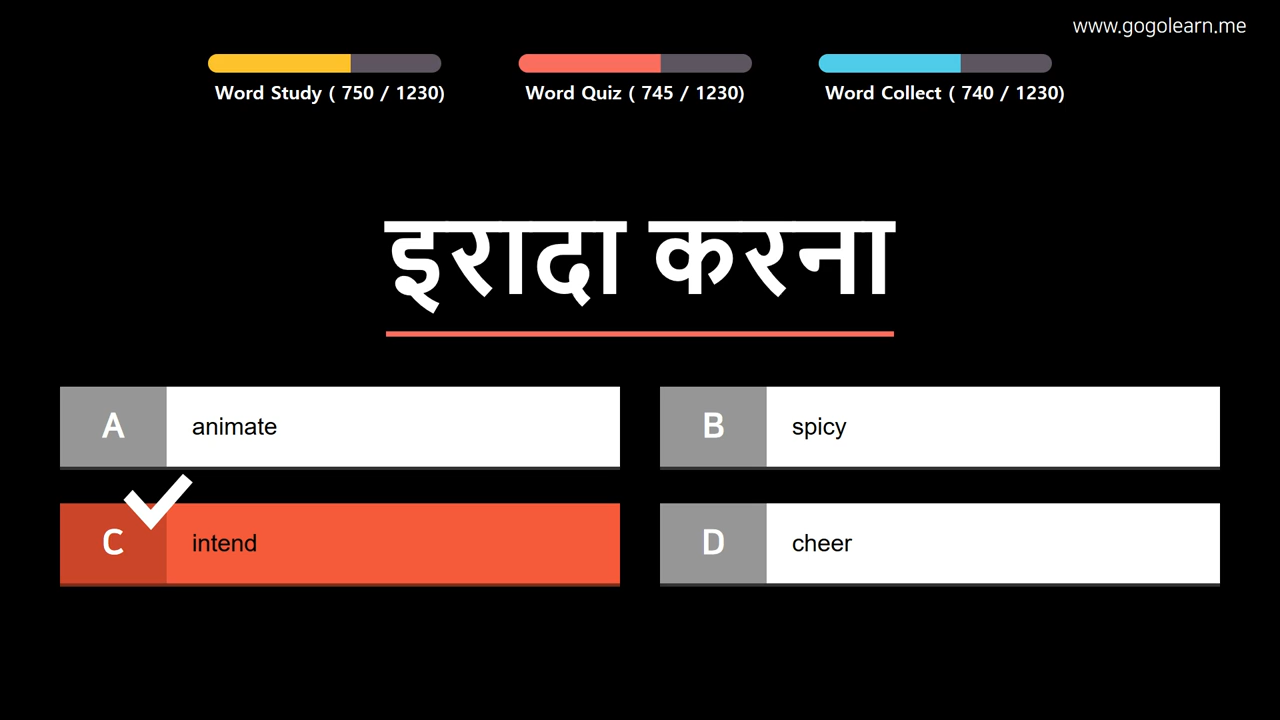 www.gogolearn.me
Word Study ( 750 / 1230)
Word Quiz ( 745 / 1230)
Word Collect ( 740 / 1230)
इरादा करना
A animate
B spicy
C intend
D cheer